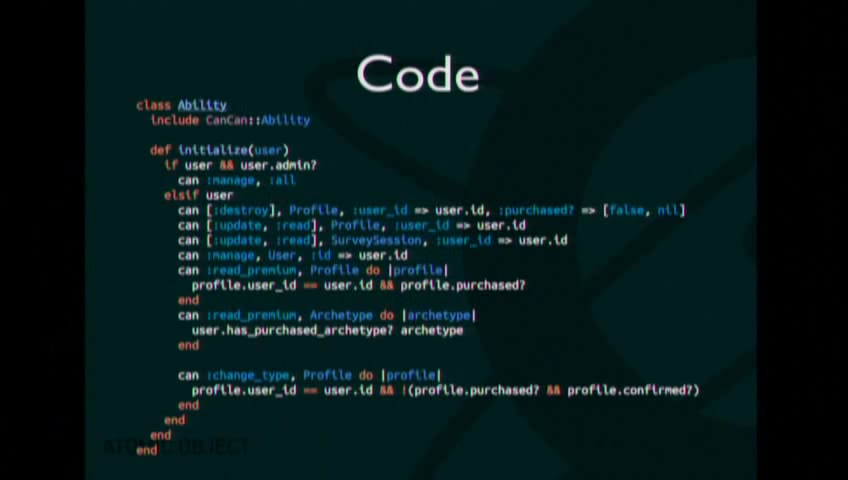 Code
class Ability
include CanCan::Ability
def initialize(user)
if user && user.admin?
can :manage, :all
elsif user
can [:destroy], Profile, :user_id => user.id, :purchased? => [false, nil]
can [:update, :read], Profile, :user_id => user.id
can [:update, :read], SurveySession, :user_id => user.id
can :manage, User, :id => user.id
can :read_premium, Profile do |profile|
profile.user_id == user.id && profile.purchased?
end
can :read_premium, Archetype do |archetype|
user.has_purchased_archetype? archetype
end
can :change_type, Profile do |profile|
profile.user_id == user.id && !(profile.purchased? && profile.confirmed?)
end
end
end
ATOMIC OBJECT
end